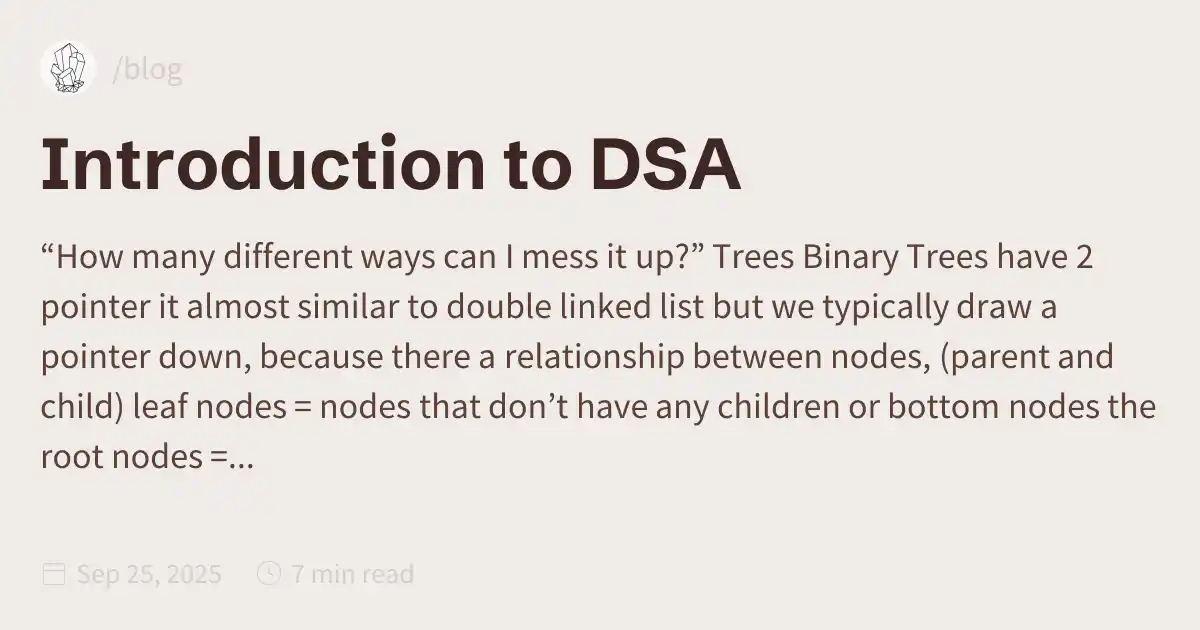 /blog
Introduction to DSA
“How many different ways can I mess it up?” Trees Binary Trees have 2
pointer it almost similar to double linked list but we typically draw a
pointer down, because there a relationship between nodes, (parent and
child) leaf nodes = nodes that don’t have any children or bottom nodes the
root nodes =...
Sep 25, 2025 7 min read